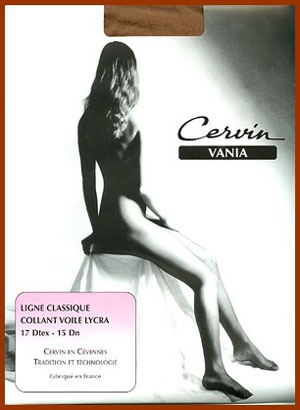 Cervin
VANIA
LIGNE CLASSIQUE
COLLANT VOILE LYCRA
17 Dtex - 15 Dn
CERVIN EN CÉVENNES
TRADITION ET TECHNOLOGIE
Fabriqué en France